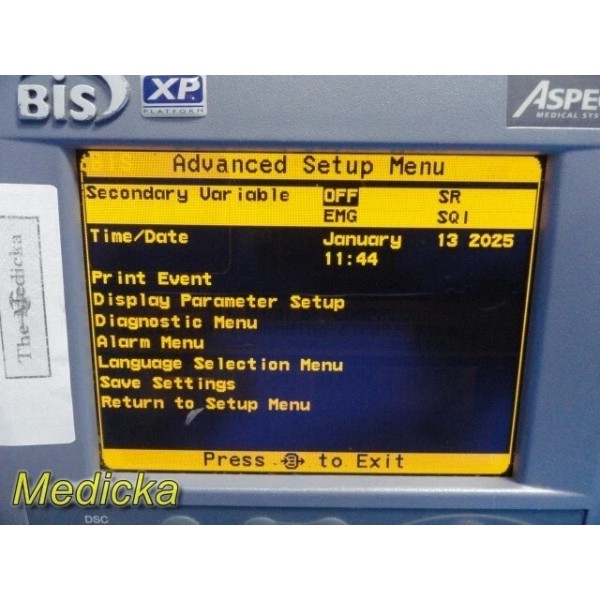 BIS XP
PLATFORM
ASPEC
MEDICAL SYS
Advanced Setup Menu
Secondary Variable OFF SR
EMG SQI
Time/Date January 13 2025
11:44
Print Event
Display Parameter Setup
Diagnostic Menu
Alarm Menu
Language Selection Menu
Save Settings
Return to Setup Menu
Press to Exit
The Medicka
Medicka
DSC